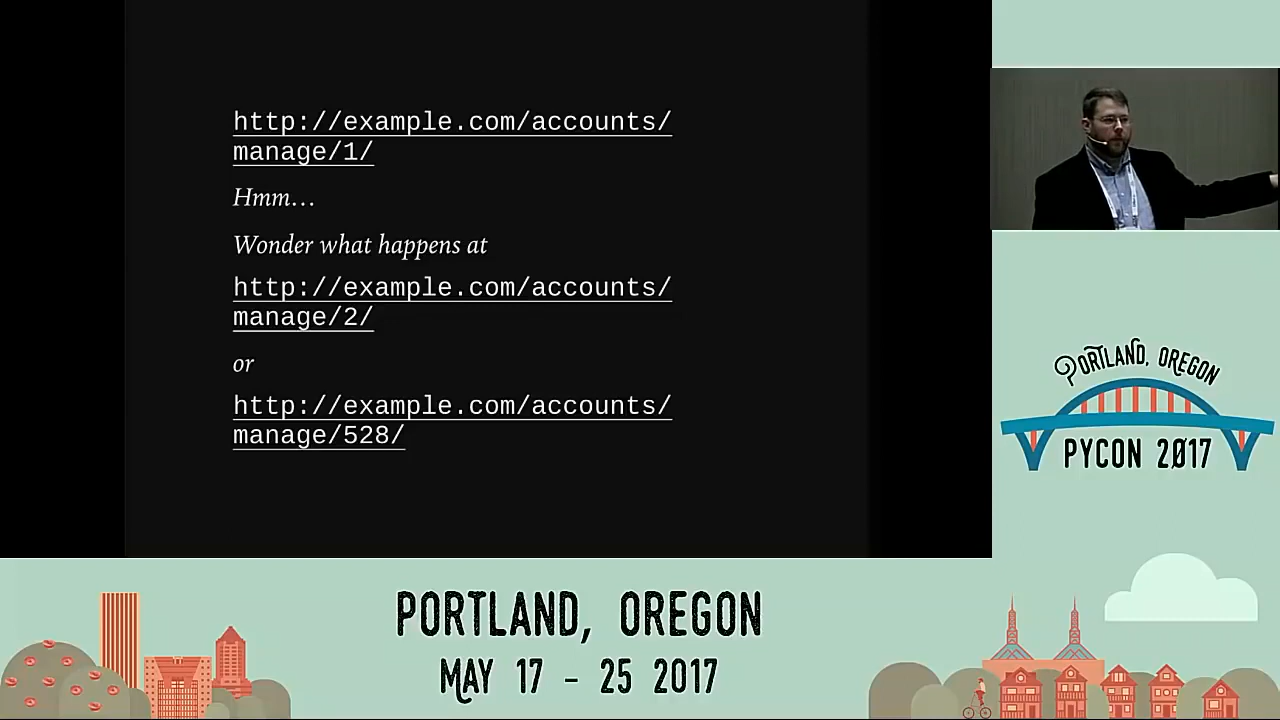 http://example.com/accounts/
manage/1/
Hmm…
Wonder what happens at
http://example.com/accounts/
manage/2/
or
http://example.com/accounts/
manage/528/
PORTLAND, OREGON
PYCON 2017
PORTLAND, OREGON
MAY 17 - 25 2017